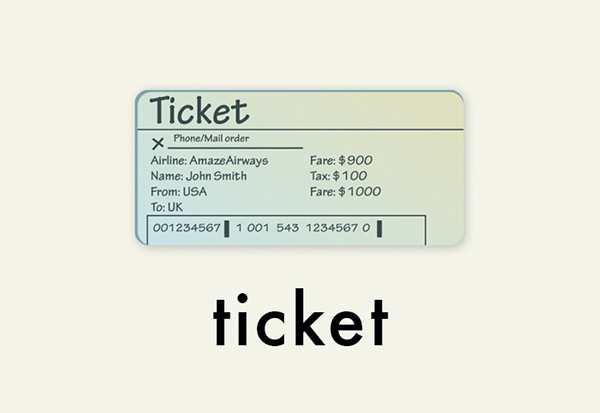 Ticket
× Phone/Mail order
Airline: AmazeAirways Fare: $900
Name: John Smith Tax: $100
From: USA Fare: $1000
To: UK
001234567 1 001 543 1234567 0
ticket